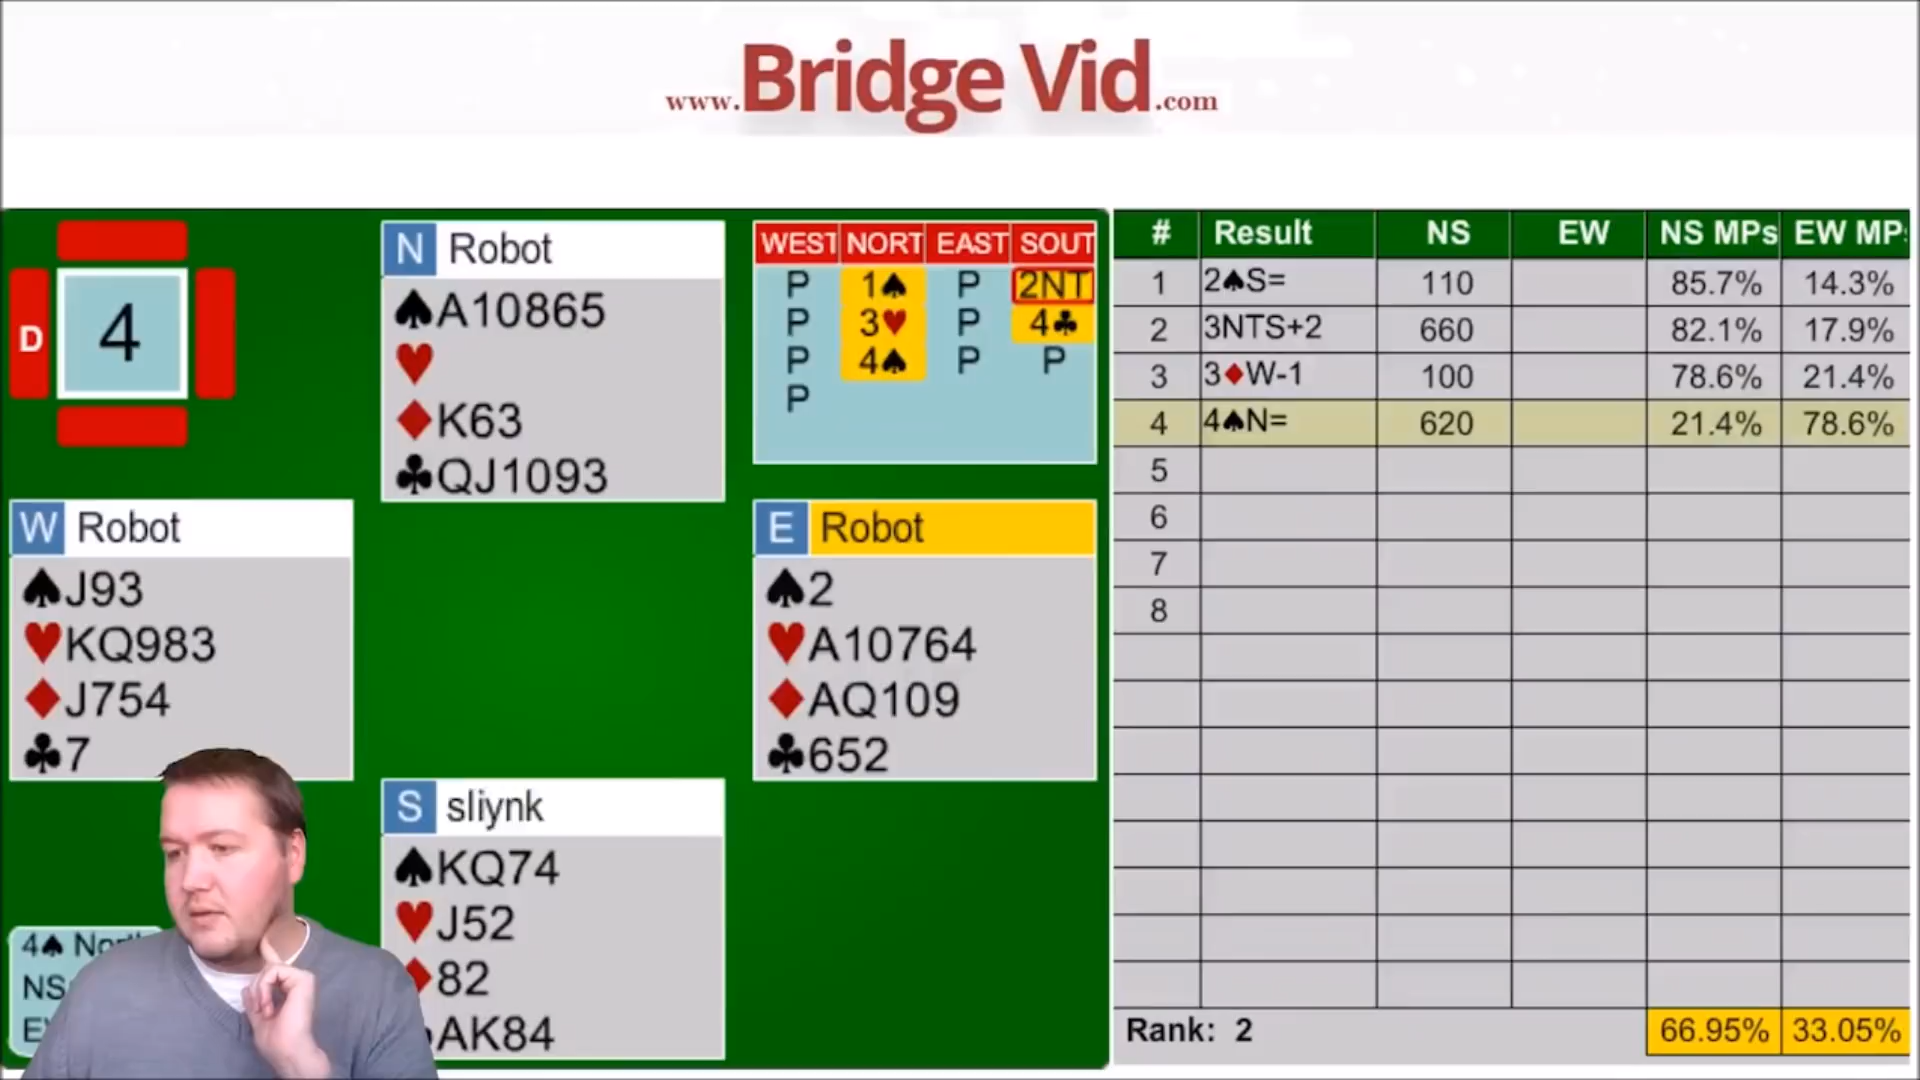 www.Bridge Vid.com
D
4
N Robot
♠A10865
♥
♦K63
♣QJ1093
WEST NORT EAST SOUT
P 1♠ P 2NT
P 3♥ P 4♣
P 4♠ P P
P
W Robot
♠J93
♥KQ983
♦J754
♣7
E Robot
♠2
♥A10764
♦AQ109
♣652
S sliynk
♠KQ74
♥J52
♦82
AK84
4♠ Nort
NS
E
# Result NS EW NS MPs EW MP
1 2♠S= 110 85.7% 14.3%
2 3NTS+2 660 82.1% 17.9%
3 3♦W-1 100 78.6% 21.4%
4 4♠N= 620 21.4% 78.6%
5
6
7
8
Rank: 2 66.95% 33.05%